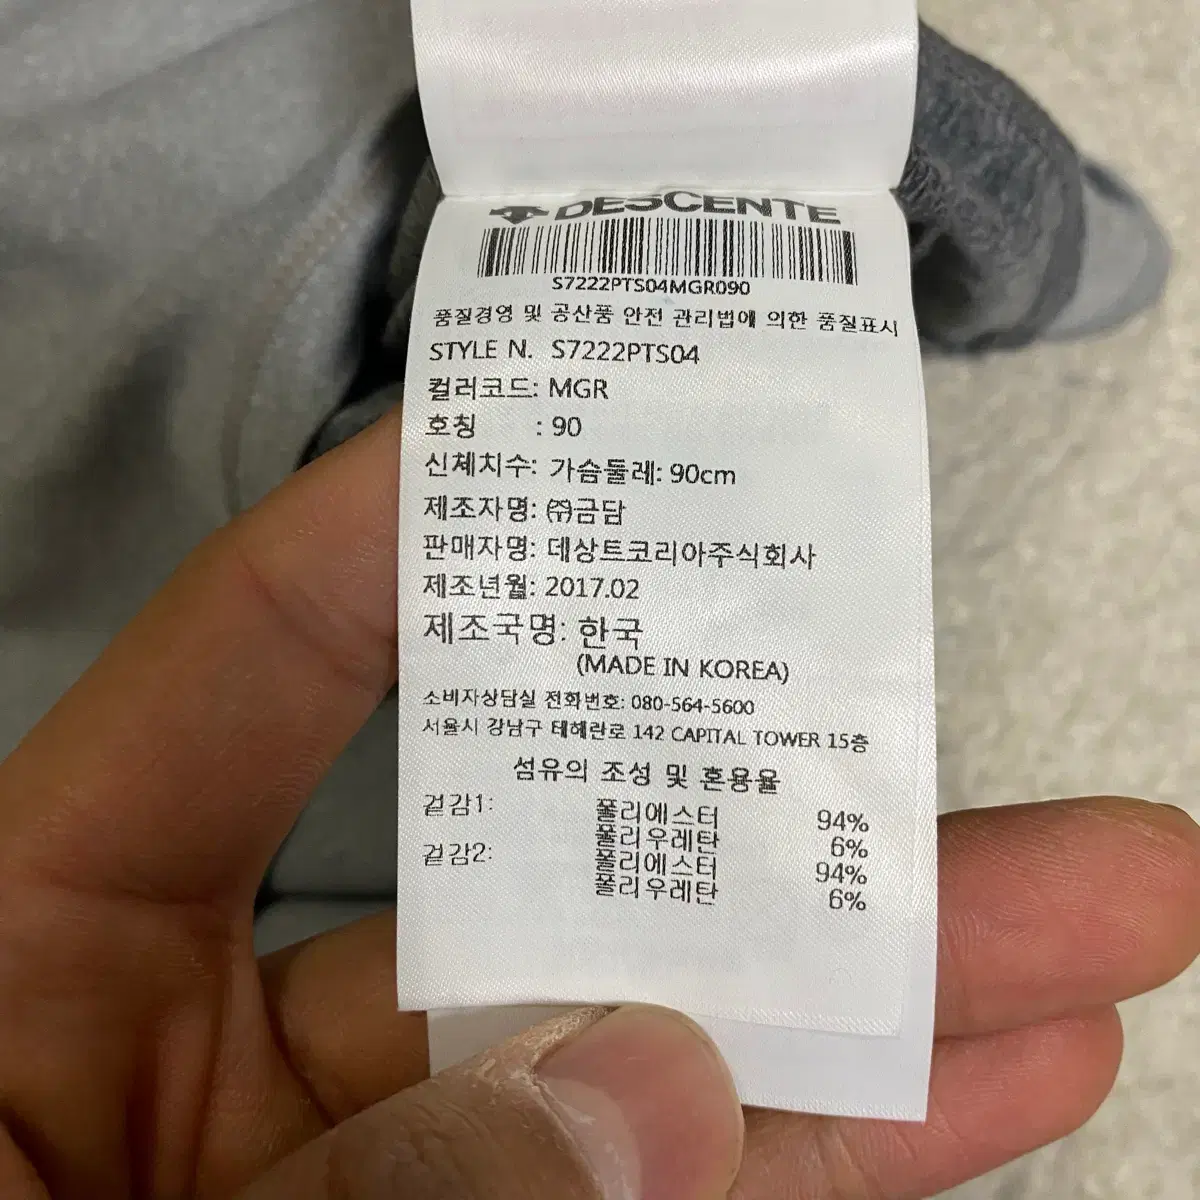 DESCENTE
S7222PTS04MGR090
품질경영 및 공산품 안전 관리법에 의한 품질표시
STYLE N. S7222PTS04
컬러코드: MGR
호칭 : 90
신체치수: 가슴둘레: 90cm
제조자명: ㈜금담
판매자명: 데상트코리아주식회사
제조년월: 2017.02
제조국명: 한국
(MADE IN KOREA)
소비자상담실 전화번호: 080-564-5600
서울시 강남구 테헤란로 142 CAPITAL TOWER 15층
섬유의 조성 및 혼용율
겉감1: 폴리에스터 94%
폴리우레탄 6%
겉감2: 폴리에스터 94%
폴리우레탄 6%